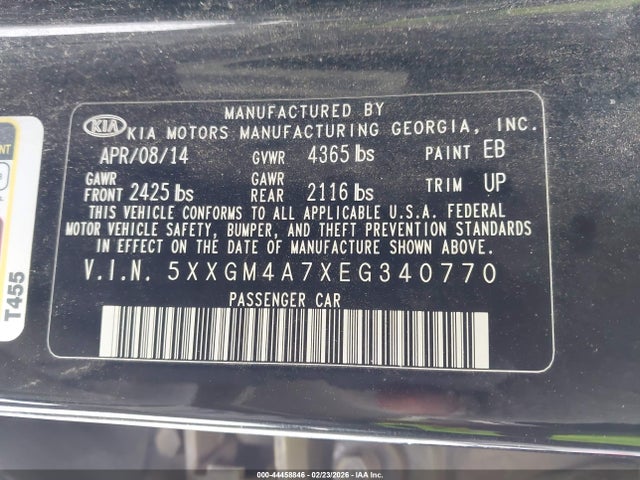 MANUFACTURED BY
KIA KIA MOTORS MANUFACTURING GEORGIA, INC.
APR/08/14 GVWR 4365 lbs PAINT EB
GAWR FRONT 2425 lbs GAWR REAR 2116 lbs TRIM UP
THIS VEHICLE CONFORMS TO ALL APPLICABLE U.S.A. FEDERAL
MOTOR VEHICLE SAFETY, BUMPER, AND THEFT PREVENTION STANDARDS
IN EFFECT ON THE DATE OF MANUFACTURE SHOWN ABOVE.
V.I.N. 5XXGM4A7XEG340770
PASSENGER CAR
T455
000-44458846 - 02/23/2026 - IAA Inc.